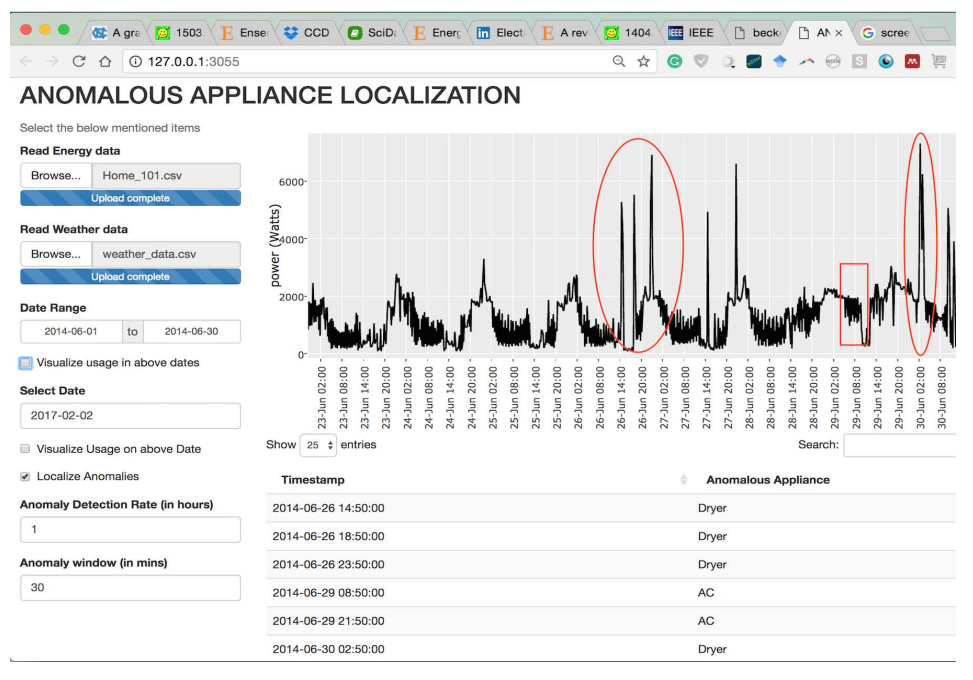 A gra 1503. Ense CCD SciD Energ Elect A rev 1404. IEEE becki AN × G scree
127.0.0.1:3055
ANOMALOUS APPLIANCE LOCALIZATION
Select the below mentioned items
Read Energy data
Browse... Home_101.csv
Upload complete
Read Weather data
Browse... weather_data.csv
Upload complete
Date Range
2014-06-01 to 2014-06-30
Visualize usage in above dates
Select Date
2017-02-02
Visualize Usage on above Date
Localize Anomalies
Anomaly Detection Rate (in hours)
1
Anomaly window (in mins)
30
power (Watts)
6000
4000
2000
0
23-Jun 02:00
23-Jun 08:00
23-Jun 14:00
23-Jun 20:00
24-Jun 02:00
24-Jun 08:00
24-Jun 14:00
24-Jun 20:00
25-Jun 02:00
25-Jun 08:00
25-Jun 14:00
25-Jun 20:00
26-Jun 02:00
26-Jun 08:00
26-Jun 14:00
26-Jun 20:00
27-Jun 02:00
27-Jun 08:00
27-Jun 14:00
27-Jun 20:00
28-Jun 02:00
28-Jun 08:00
28-Jun 14:00
28-Jun 20:00
29-Jun 02:00
29-Jun 08:00
29-Jun 14:00
29-Jun 20:00
30-Jun 02:00
30-Jun 08:00
Show 25 entries Search:
Timestamp Anomalous Appliance
2014-06-26 14:50:00 Dryer
2014-06-26 18:50:00 Dryer
2014-06-26 23:50:00 Dryer
2014-06-29 08:50:00 AC
2014-06-29 21:50:00 AC
2014-06-30 02:50:00 Dryer